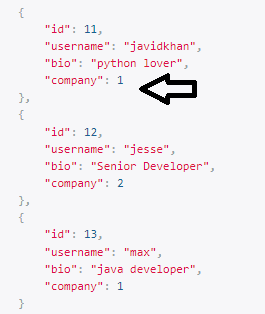 {
"id": 11,
"username": "javidkhan",
"bio": "python lover",
"company": 1
},
{
"id": 12,
"username": "jesse",
"bio": "Senior Developer",
"company": 2
},
{
"id": 13,
"username": "max",
"bio": "java developer",
"company": 1
}